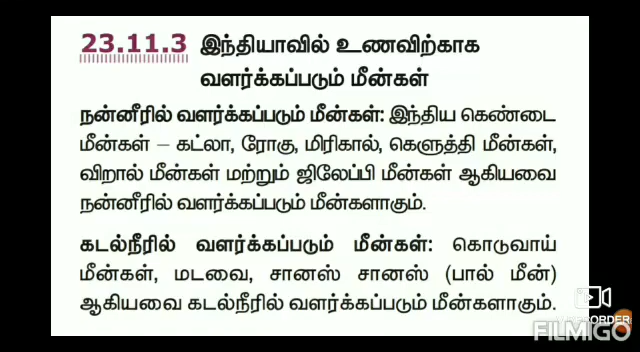 23.11.3 இந்தியாவில் உணவிற்காக
வளர்க்கப்படும் மீன்கள்
நன்னீரில் வளர்க்கப்படும் மீன்கள்: இந்திய கெண்டை
மீன்கள் – கட்லா, ரோகு, மிரிகால், கெளுத்தி மீன்கள்,
விறால் மீன்கள் மற்றும் ஜிலேப்பி மீன்கள் ஆகியவை
நன்னீரில் வளர்க்கப்படும் மீன்களாகும்.
கடல்நீரில் வளர்க்கப்படும் மீன்கள்: கொடுவாய்
மீன்கள், மடவை, சானஸ் சானஸ் (பால் மீன்)
ஆகியவை கடல்நீரில் வளர்க்கப்படும் மீன்களாகும்.
RECORDER
FILMIGO